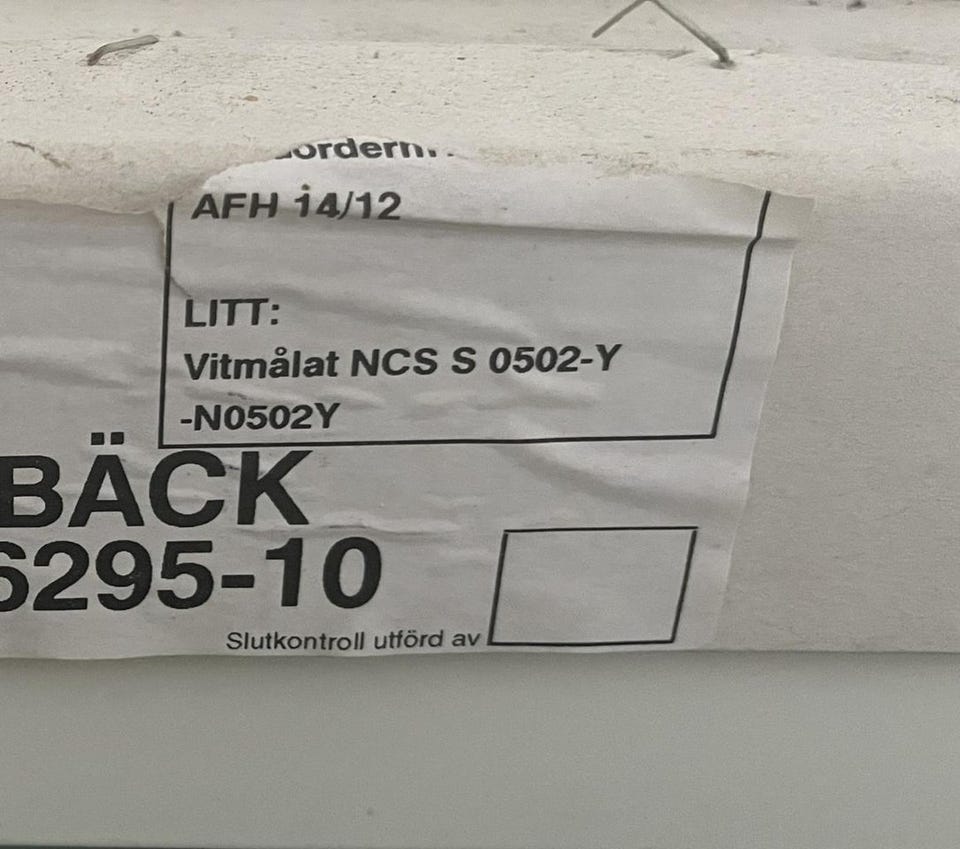 AFH 14/12
LITT:
Vitmålat NCS S 0502-Y
-N0502Y
BÄCK
6295-10
Slutkontroll utförd av